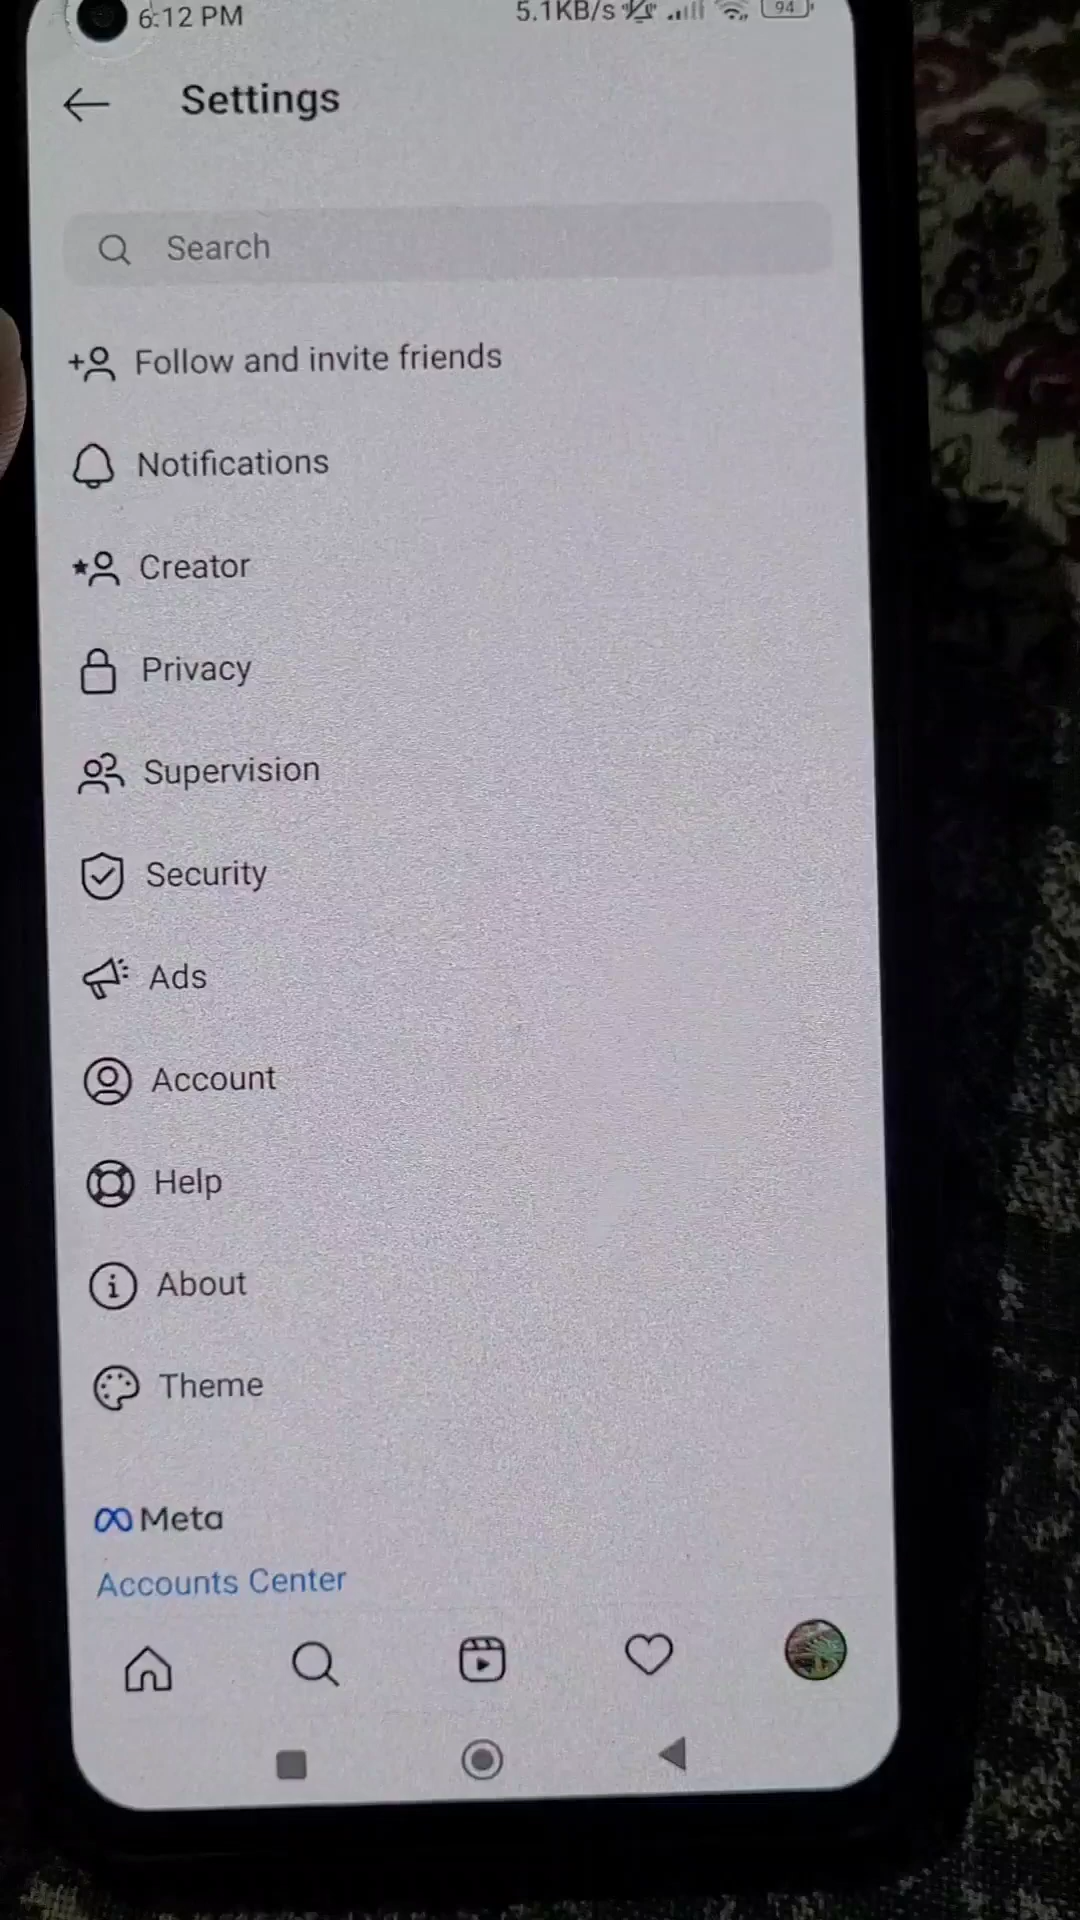 6:12 PM
5.1KB/s
94
Settings
Search
Follow and invite friends
Notifications
Creator
Privacy
Supervision
Security
Ads
Account
Help
About
Theme
Meta
Accounts Center